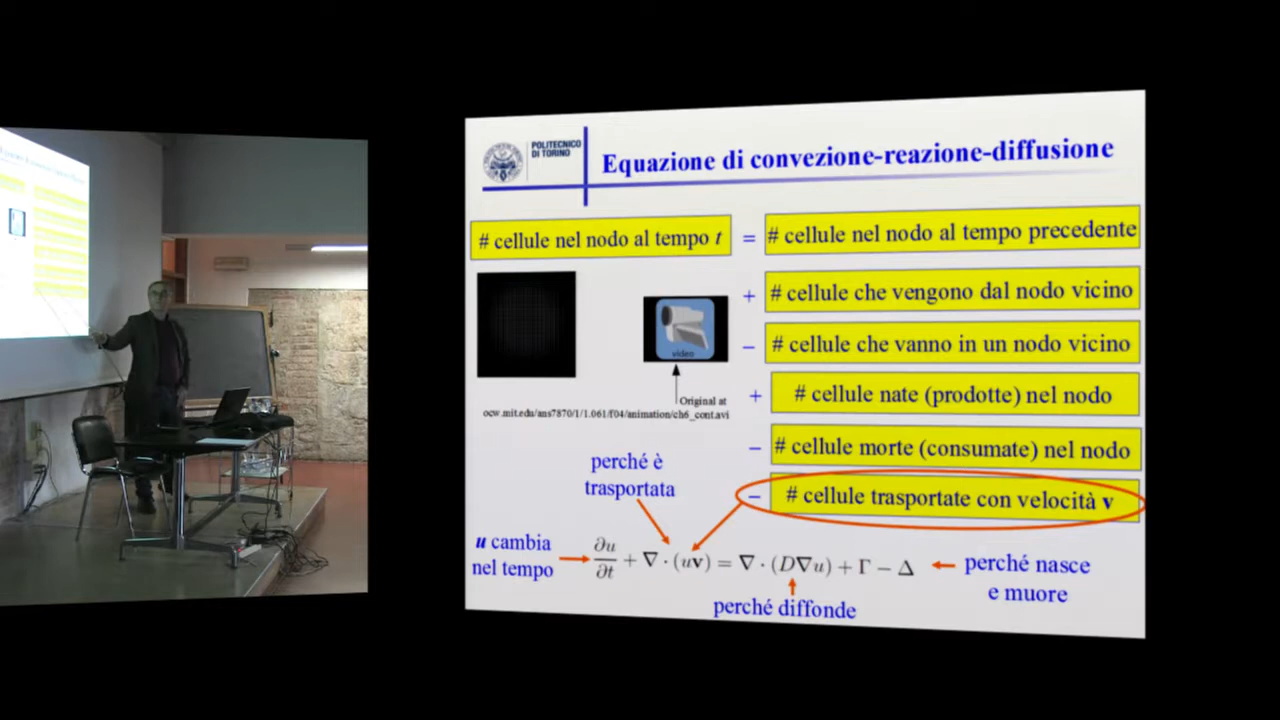 POLITECNICO
DI TORINO
Equazione di convezione-reazione-diffusione
# cellule nel nodo al tempo t = # cellule nel nodo al tempo precedente
+ # cellule che vengono dal nodo vicino
− # cellule che vanno in un nodo vicino
video
+ # cellule nate (prodotte) nel nodo
Original at
ocw.mit.edu/ans7870/1/1.061/f04/animation/ch6_cont.avi
− # cellule morte (consumate) nel nodo
− # cellule trasportate con velocità v
perché è
trasportata
u cambia
nel tempo
∂u/∂t + ∇ · (uv) = ∇ · (D∇u) + Γ − Δ
perché nasce
e muore
perché diffonde